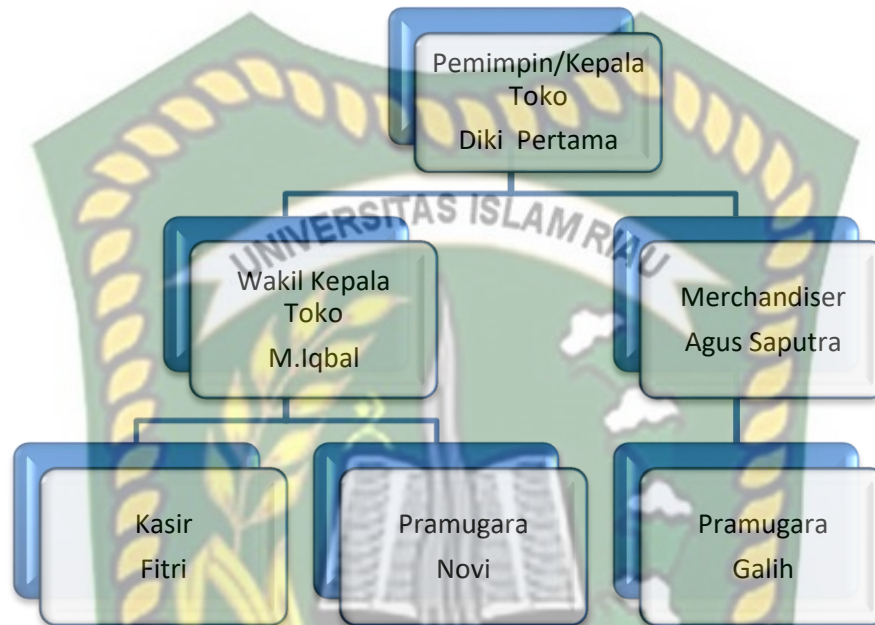 Pemimpin/Kepala
Toko
Diki Pertama
UNIVERSITAS ISLAM RIAU
Wakil Kepala
Toko
M.Iqbal
Merchandiser
Agus Saputra
Kasir
Fitri
Pramugara
Novi
Pramugara
Galih